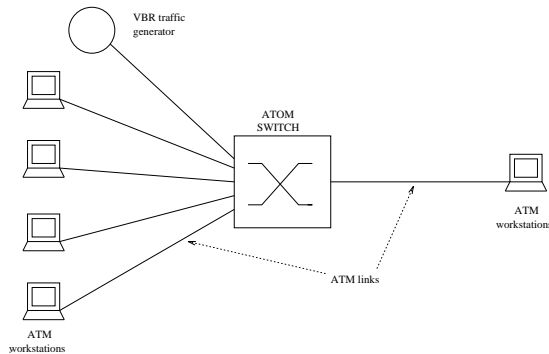 VBR traffic
generator
ATOM
SWITCH
ATM
workstations
ATM links
ATM
workstations